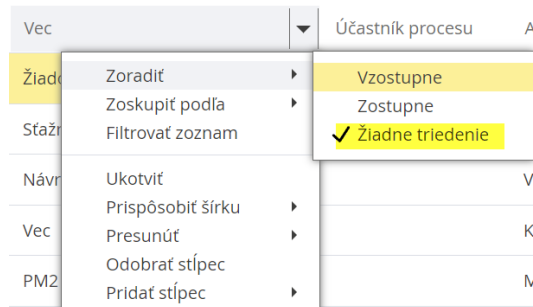 Vec Účastník procesu A
Žiado Zoradiť Vzostupne
Zoskupiť podľa Zostupne
Sťažn Filtrovať zoznam Žiadne triedenie
Návr Ukotviť V
Prispôsobiť šírku
Vec Presunúť K
Odobrať stĺpec
PM2 Pridať stĺpec M